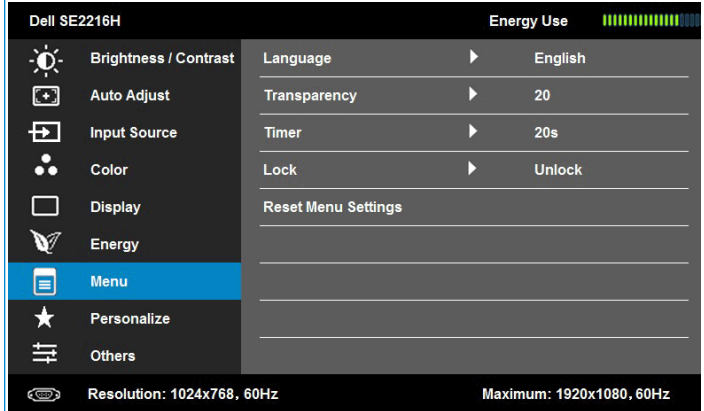 Dell SE2216H Energy Use
Brightness / Contrast Language English
Auto Adjust Transparency 20
Input Source Timer 20s
Color Lock Unlock
Display Reset Menu Settings
Energy
Menu
Personalize
Others
Resolution: 1024x768, 60Hz Maximum: 1920x1080, 60Hz